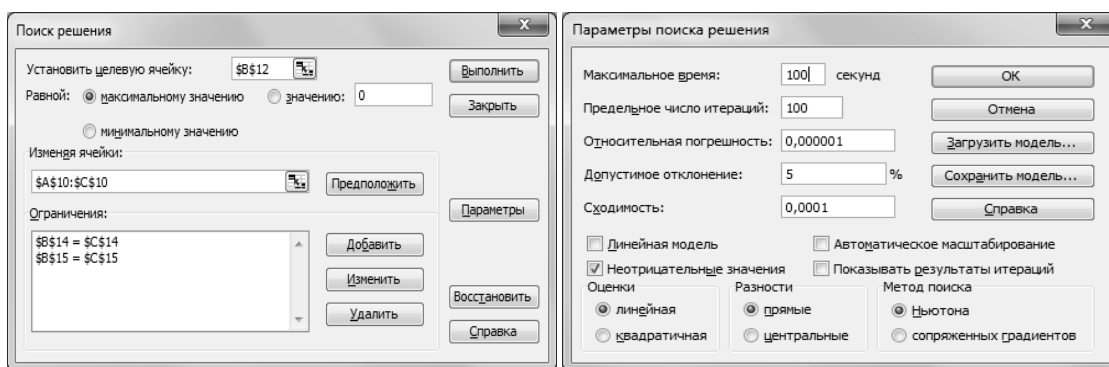 Поиск решения
Установить целевую ячейку: $B$12
Выполнить
Равной: максимальному значению значению: 0
Закрыть
минимальному значению
Изменяя ячейки:
$A$10:$C$10
Предположить
Параметры
Ограничения:
$B$14 = $C$14
$B$15 = $C$15
Добавить
Изменить
Удалить
Восстановить
Справка
Параметры поиска решения
Максимальное время: 100 секунд
OK
Предельное число итераций: 100
Отмена
Относительная погрешность: 0,000001
Загрузить модель...
Допустимое отклонение: 5 %
Сохранить модель...
Сходимость: 0,0001
Справка
Линейная модель
Автоматическое масштабирование
Неотрицательные значения
Показывать результаты итераций
Оценки
линейная
квадратичная
Разности
прямые
центральные
Метод поиска
Ньютона
сопряженных градиентов